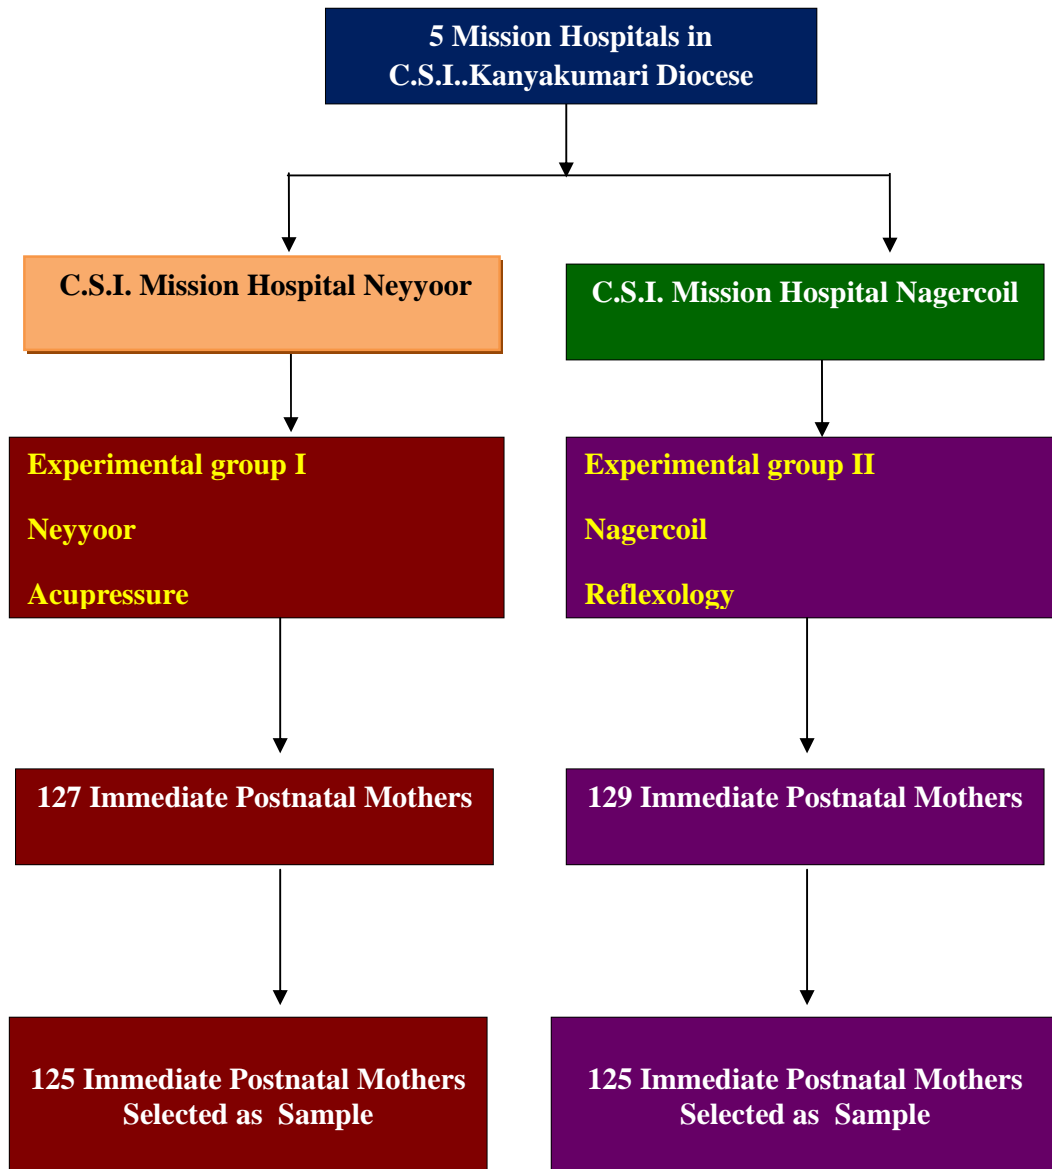 5 Mission Hospitals in
C.S.I..Kanyakumari Diocese
C.S.I. Mission Hospital Neyyoor
C.S.I. Mission Hospital Nagercoil
Experimental group I
Neyyoor
Acupressure
Experimental group II
Nagercoil
Reflexology
127 Immediate Postnatal Mothers
129 Immediate Postnatal Mothers
125 Immediate Postnatal Mothers
Selected as Sample
125 Immediate Postnatal Mothers
Selected as Sample